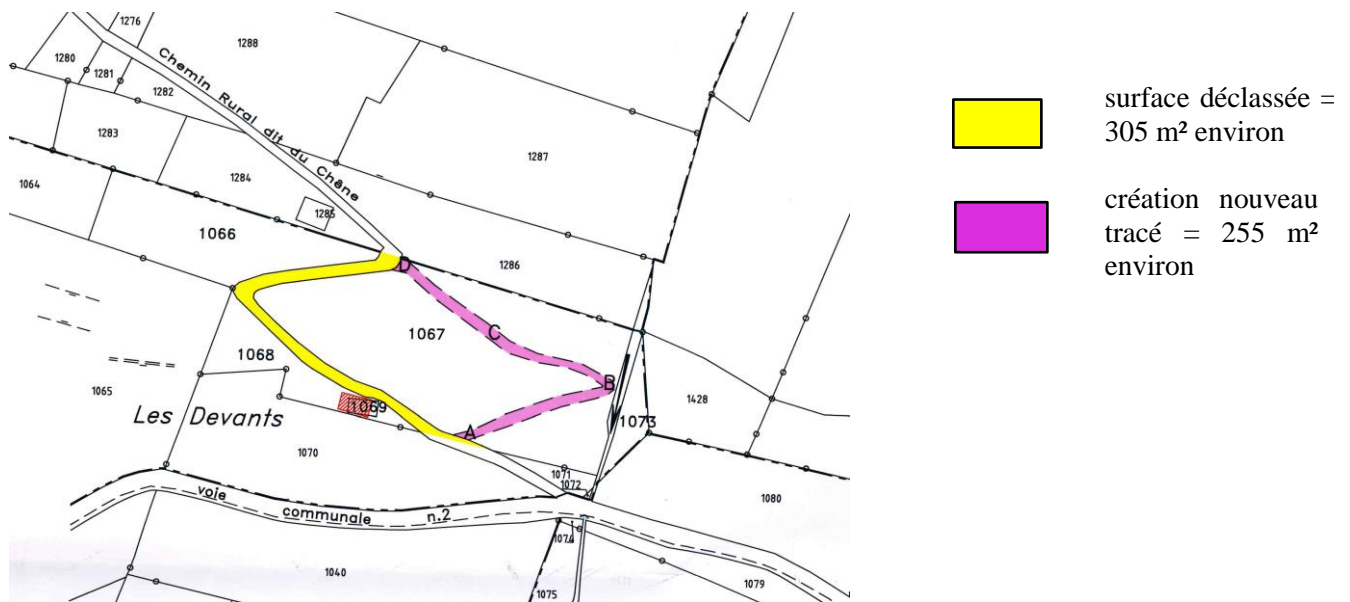 1276
1288
1280
1281
1282
Chemin Rural dit du Chêne
1283
1287
1064
1284
1285
1066
1286
D
1067
C
1068
B
1065
1069
1428
Les Devants
A
1073
1070
1071
1072
1080
voie communale n.2
1074
1040
1075
1079
surface déclassée =
305 m² environ
création nouveau
tracé = 255 m²
environ